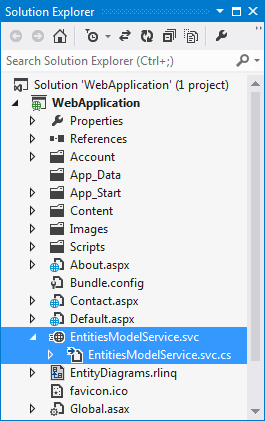 Solution Explorer
Search Solution Explorer (Ctrl+;)
Solution 'WebApplication' (1 project)
WebApplication
Properties
References
Account
App_Data
App_Start
Content
Images
Scripts
About.aspx
Bundle.config
Contact.aspx
Default.aspx
EntitiesModelService.svc
EntitiesModelService.svc.cs
EntityDiagrams.rlinq
favicon.ico
Global.asax